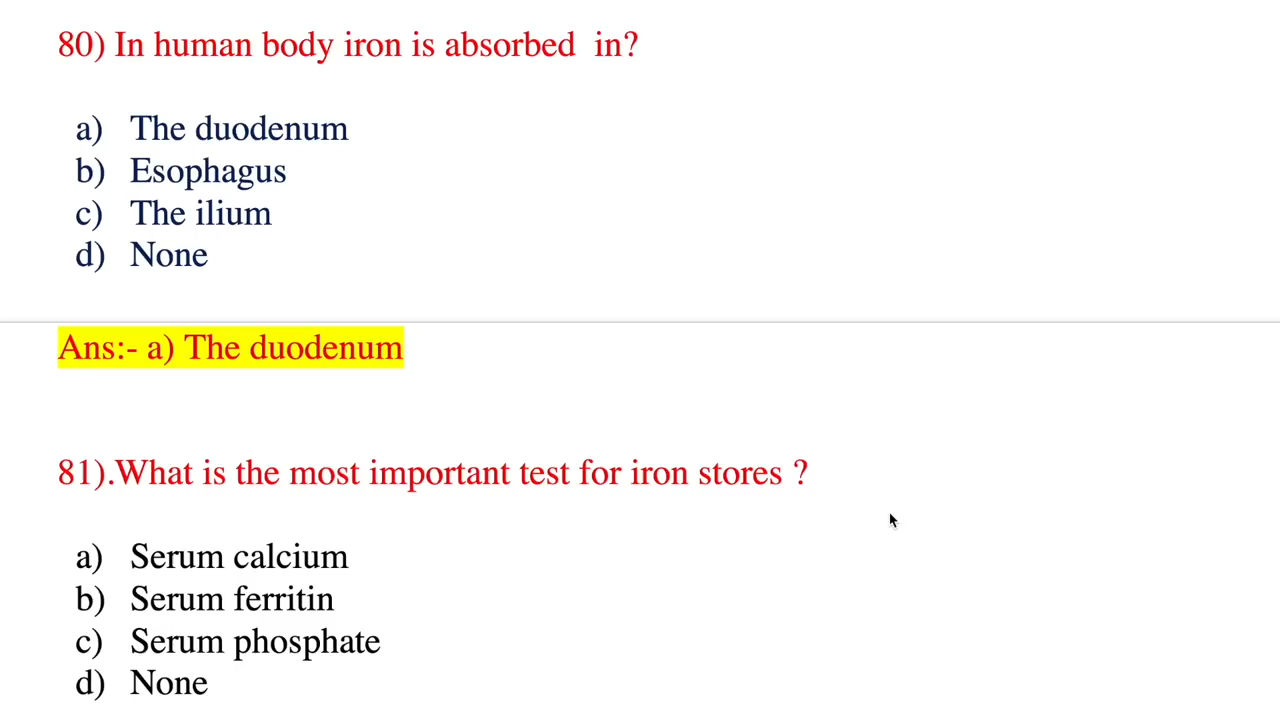 80) In human body iron is absorbed in?
a) The duodenum
b) Esophagus
c) The ilium
d) None
Ans:- a) The duodenum
81).What is the most important test for iron stores ?
a) Serum calcium
b) Serum ferritin
c) Serum phosphate
d) None